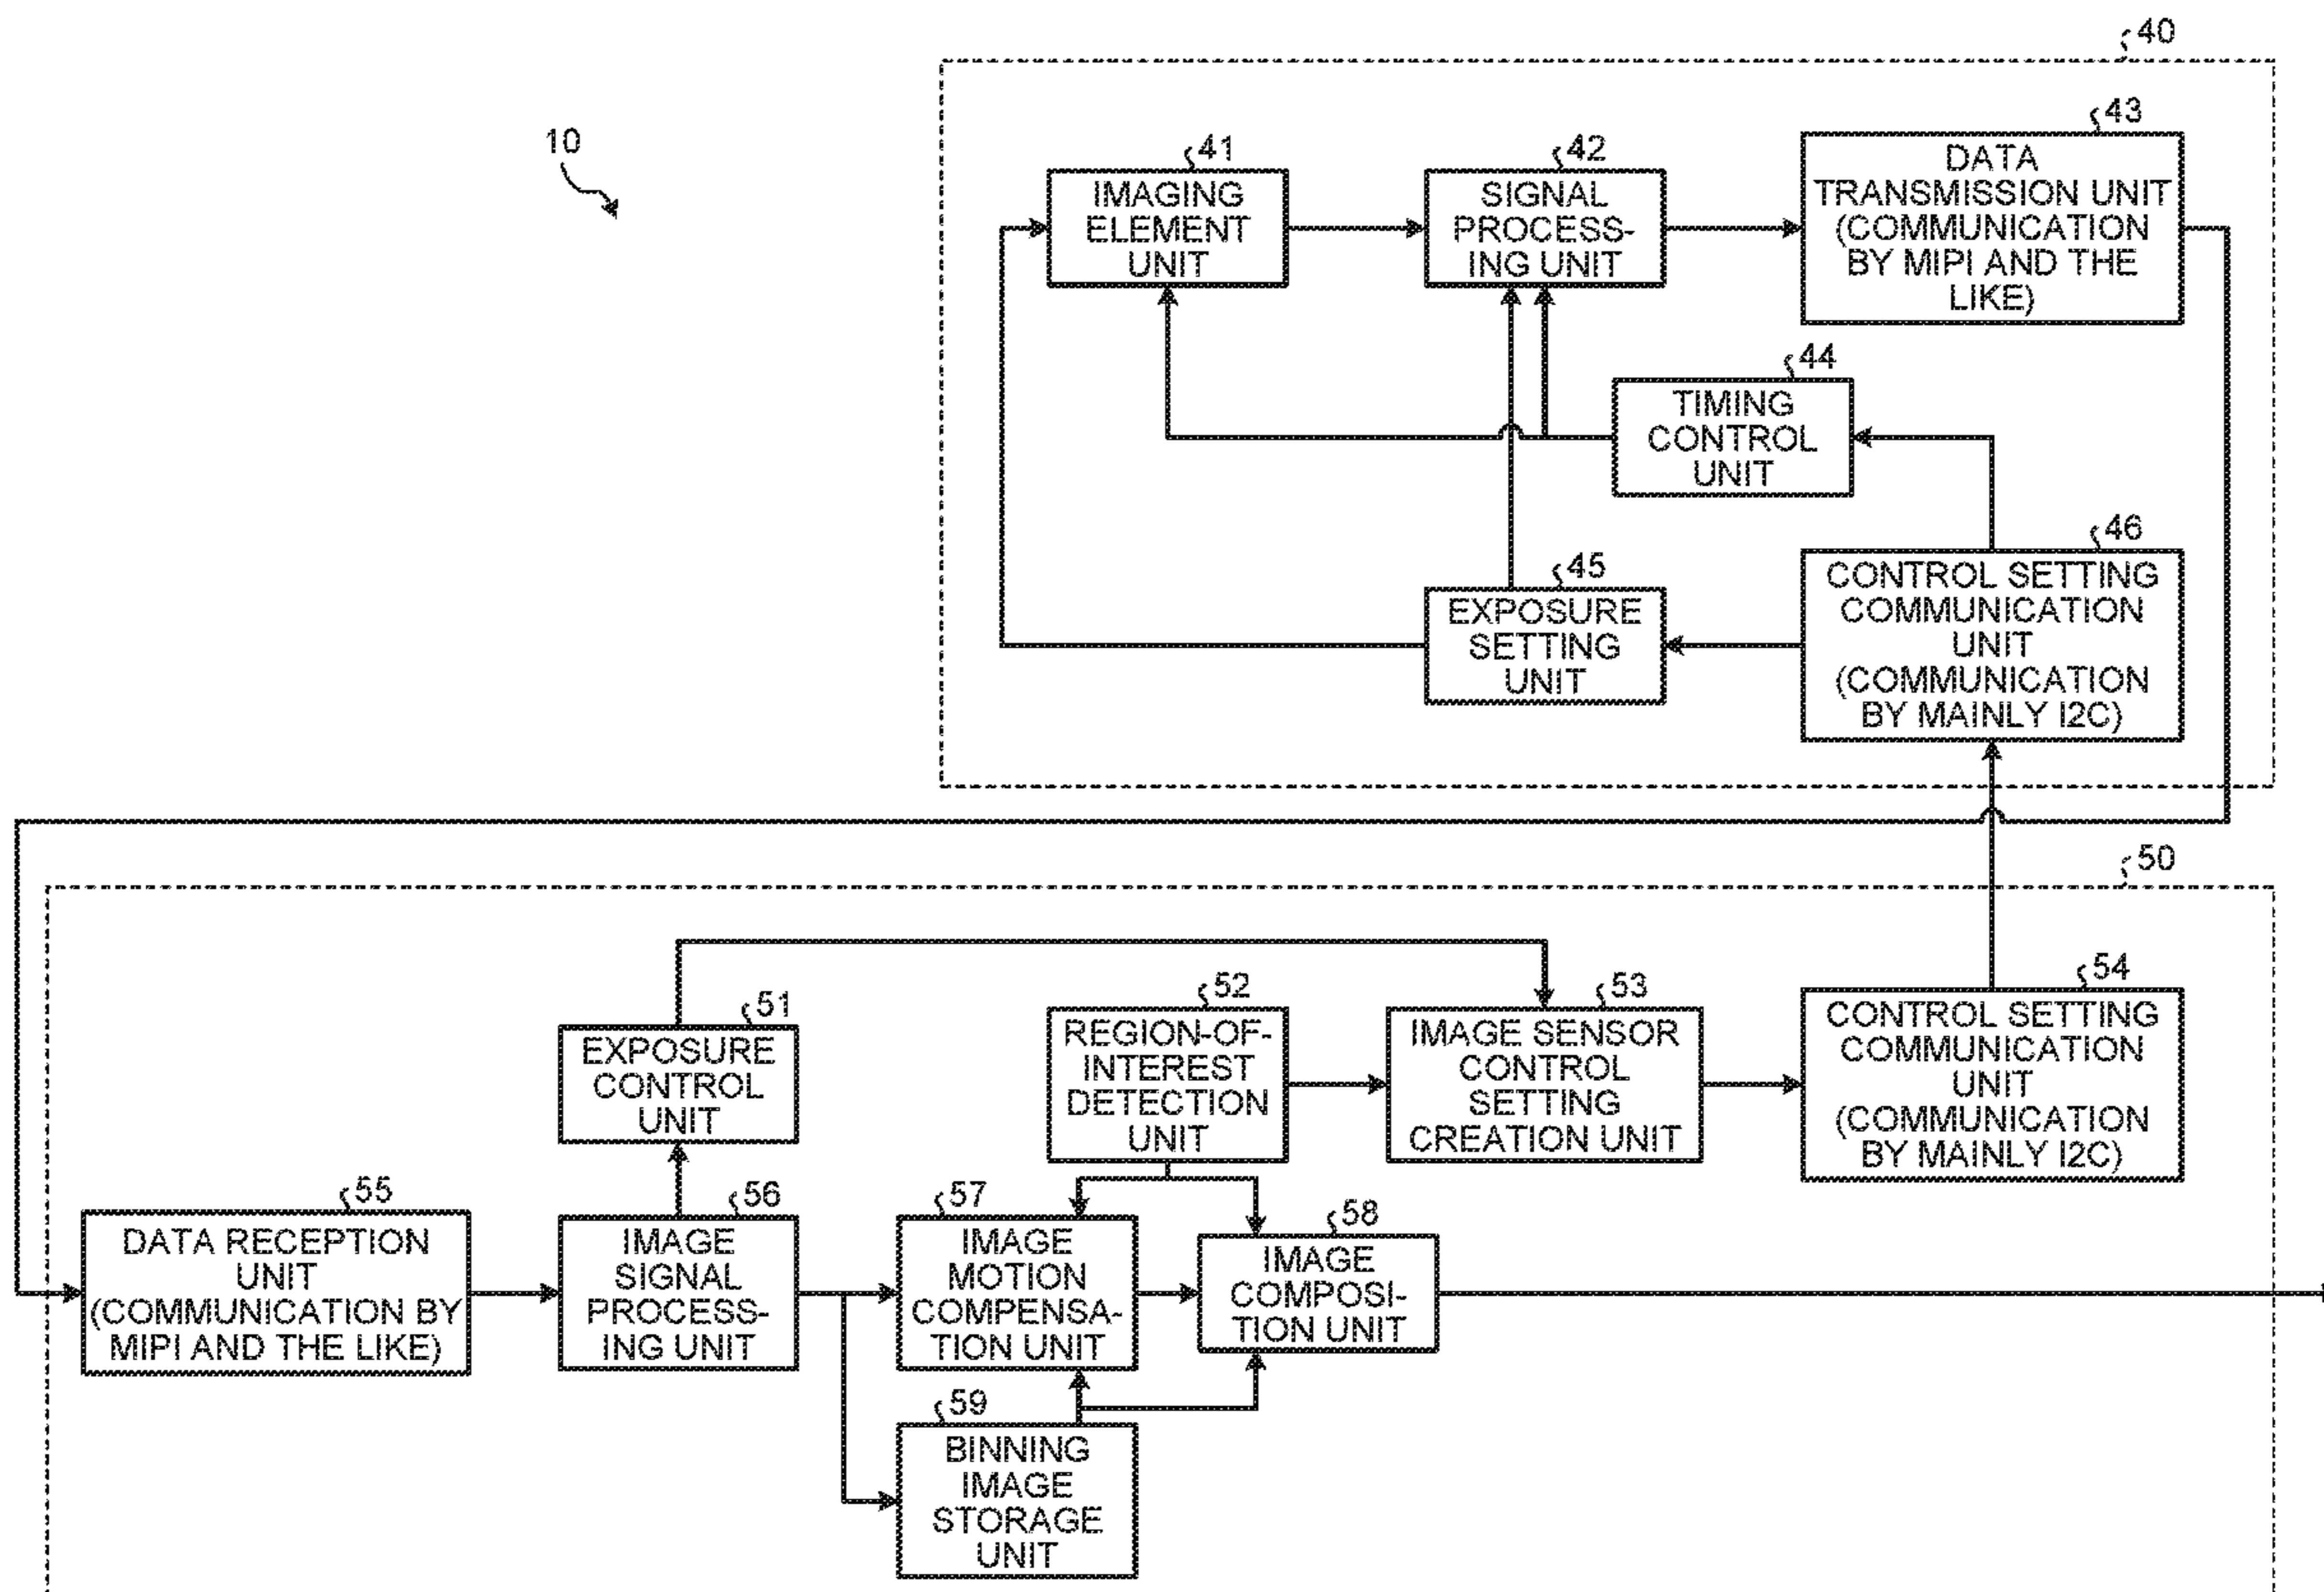 40
10
41
IMAGING
ELEMENT
UNIT
42
SIGNAL
PROCESS-
ING UNIT
43
DATA
TRANSMISSION UNIT
(COMMUNICATION
BY MIPI AND THE
LIKE)
44
TIMING
CONTROL
UNIT
45
EXPOSURE
SETTING
UNIT
46
CONTROL SETTING
COMMUNICATION
UNIT
(COMMUNICATION
BY MAINLY I2C)
50
51
EXPOSURE
CONTROL
UNIT
52
REGION-OF-
INTEREST
DETECTION
UNIT
53
IMAGE SENSOR
CONTROL
SETTING
CREATION UNIT
54
CONTROL SETTING
COMMUNICATION
UNIT
(COMMUNICATION
BY MAINLY I2C)
55
DATA RECEPTION
UNIT
(COMMUNICATION BY
MIPI AND THE LIKE)
56
IMAGE
SIGNAL
PROCESS-
ING UNIT
57
IMAGE
MOTION
COMPENSA-
TION UNIT
58
IMAGE
COMPOSI-
TION UNIT
59
BINNING
IMAGE
STORAGE
UNIT